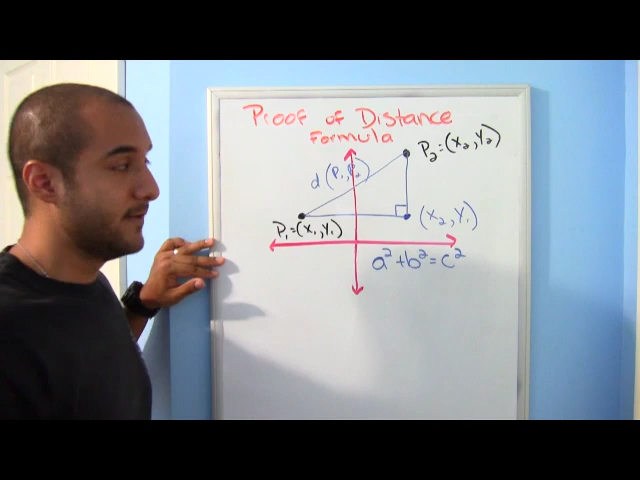 Proof of Distance
Formula
P₂=(x₂,y₂)
d(P₁,P₂)
P₁=(x₁,y₁)
(x₂,y₁)
a²+b²=c²